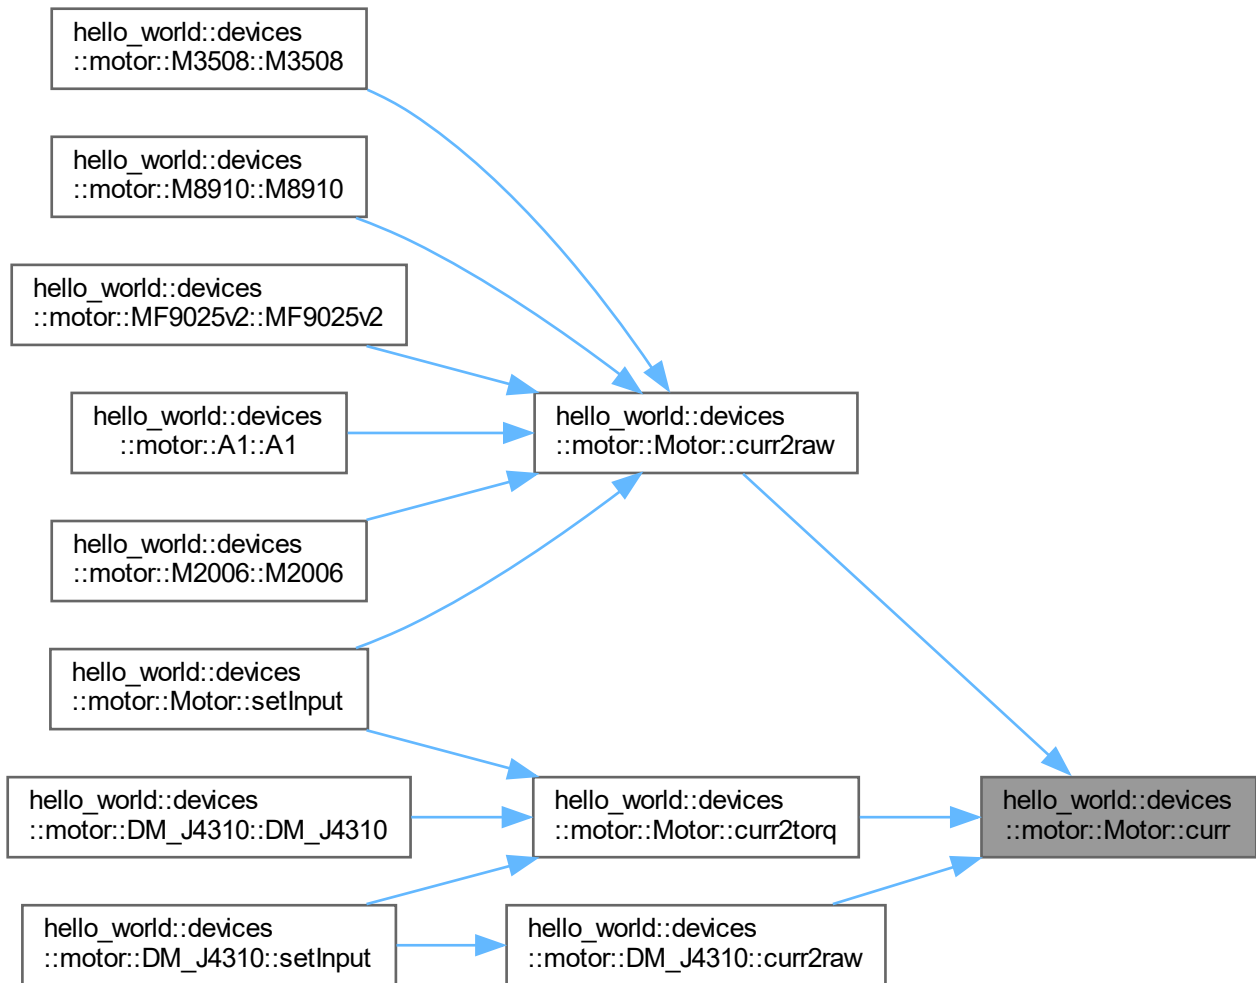 hello_world::devices
::motor::M3508::M3508
hello_world::devices
::motor::M8910::M8910
hello_world::devices
::motor::MF9025v2::MF9025v2
hello_world::devices
::motor::A1::A1
hello_world::devices
::motor::Motor::curr2raw
hello_world::devices
::motor::M2006::M2006
hello_world::devices
::motor::Motor::setInput
hello_world::devices
::motor::DM_J4310::DM_J4310
hello_world::devices
::motor::Motor::curr2torq
hello_world::devices
::motor::Motor::curr
hello_world::devices
::motor::DM_J4310::setInput
hello_world::devices
::motor::DM_J4310::curr2raw